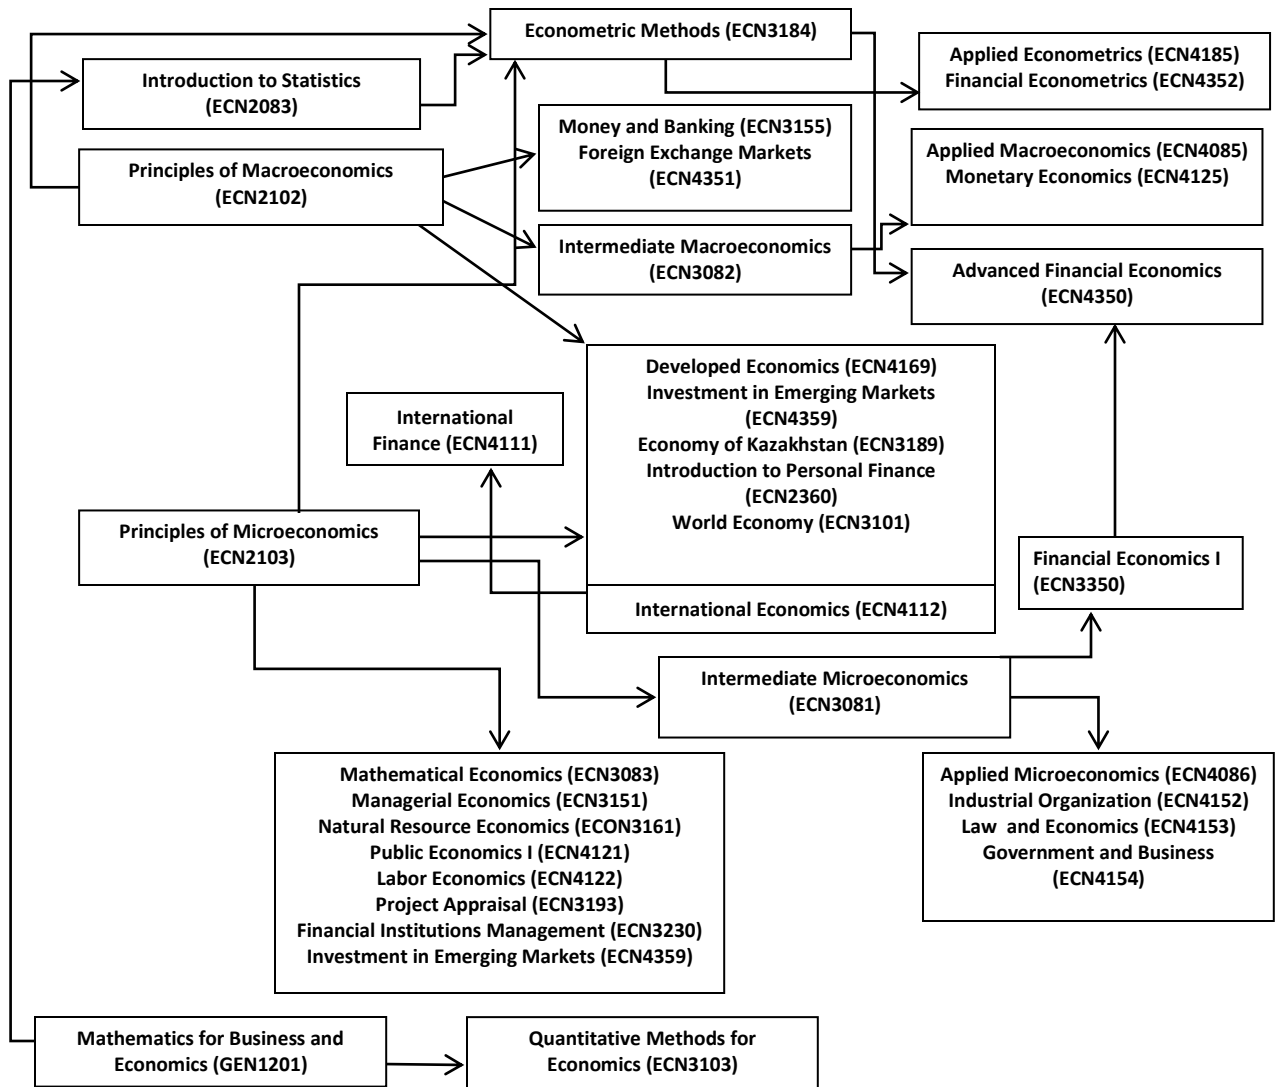 Econometric Methods (ECN3184)
Applied Econometrics (ECN4185)
Financial Econometrics (ECN4352)
Introduction to Statistics
(ECN2083)
Money and Banking (ECN3155)
Foreign Exchange Markets
(ECN4351)
Applied Macroeconomics (ECN4085)
Monetary Economics (ECN4125)
Principles of Macroeconomics
(ECN2102)
Intermediate Macroeconomics
(ECN3082)
Advanced Financial Economics
(ECN4350)
Developed Economics (ECN4169)
Investment in Emerging Markets
(ECN4359)
Economy of Kazakhstan (ECN3189)
Introduction to Personal Finance
(ECN2360)
World Economy (ECN3101)
International
Finance (ECN4111)
Principles of Microeconomics
(ECN2103)
Financial Economics I
(ECN3350)
International Economics (ECN4112)
Intermediate Microeconomics
(ECN3081)
Mathematical Economics (ECN3083)
Managerial Economics (ECN3151)
Natural Resource Economics (ECON3161)
Public Economics I (ECN4121)
Labor Economics (ECN4122)
Project Appraisal (ECN3193)
Financial Institutions Management (ECN3230)
Investment in Emerging Markets (ECN4359)
Applied Microeconomics (ECN4086)
Industrial Organization (ECN4152)
Law and Economics (ECN4153)
Government and Business
(ECN4154)
Mathematics for Business and
Economics (GEN1201)
Quantitative Methods for
Economics (ECN3103)